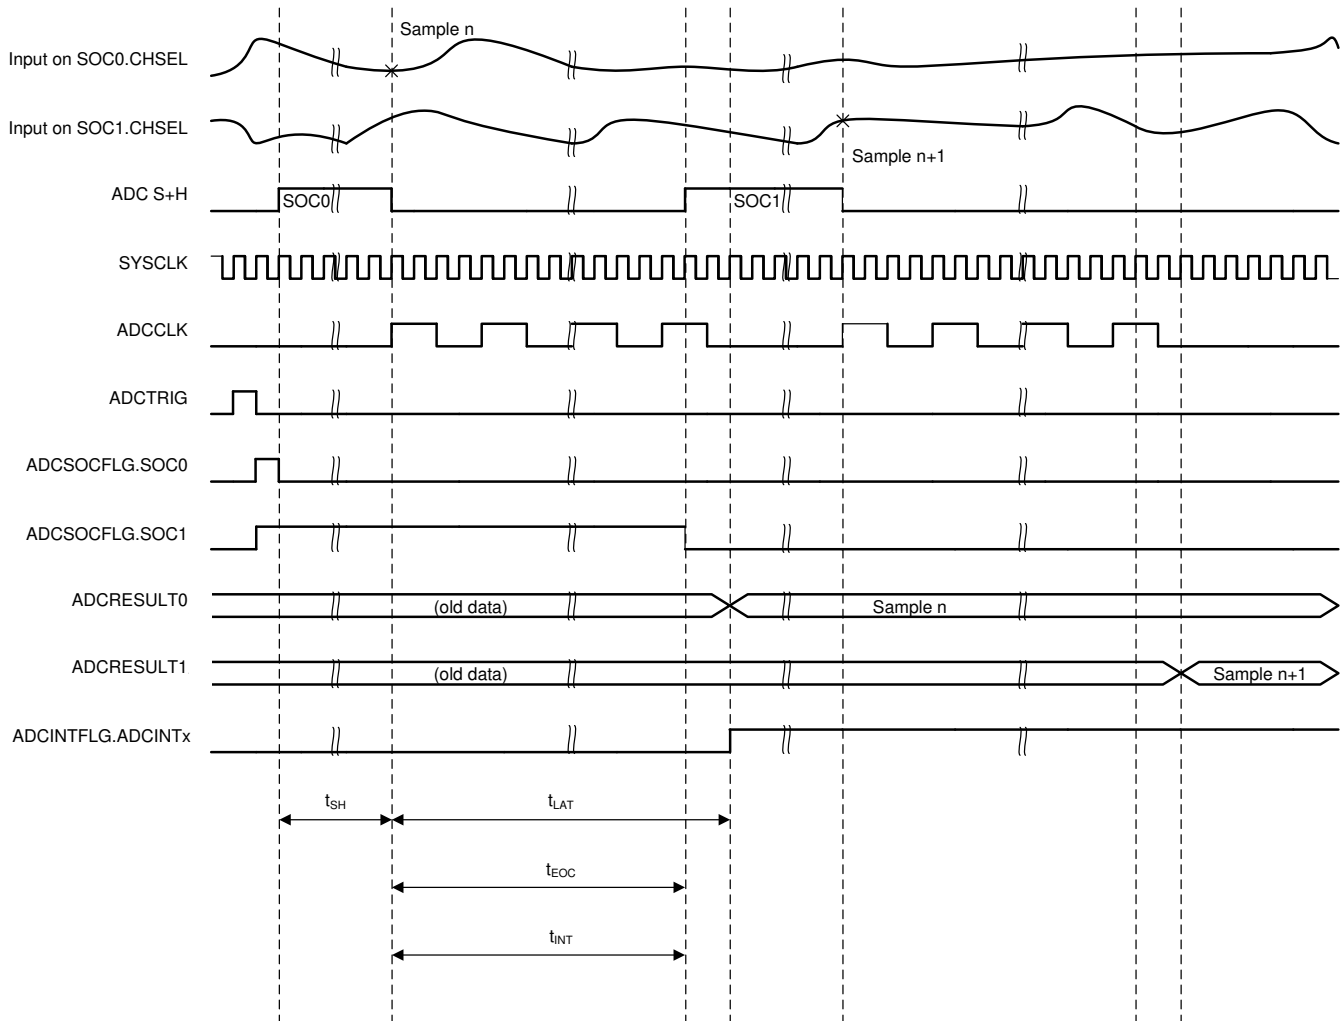 Sample n
Input on SOC0.CHSEL
Input on SOC1.CHSEL
Sample n+1
ADC S+H
SOC0
SOC1
SYSCLK
ADCCLK
ADCTRIG
ADCSOCFLG.SOC0
ADCSOCFLG.SOC1
ADCRESULT0
(old data)
Sample n
ADCRESULT1
(old data)
Sample n+1
ADCINTFLG.ADCINTx
tSH
tLAT
tEOC
tINT